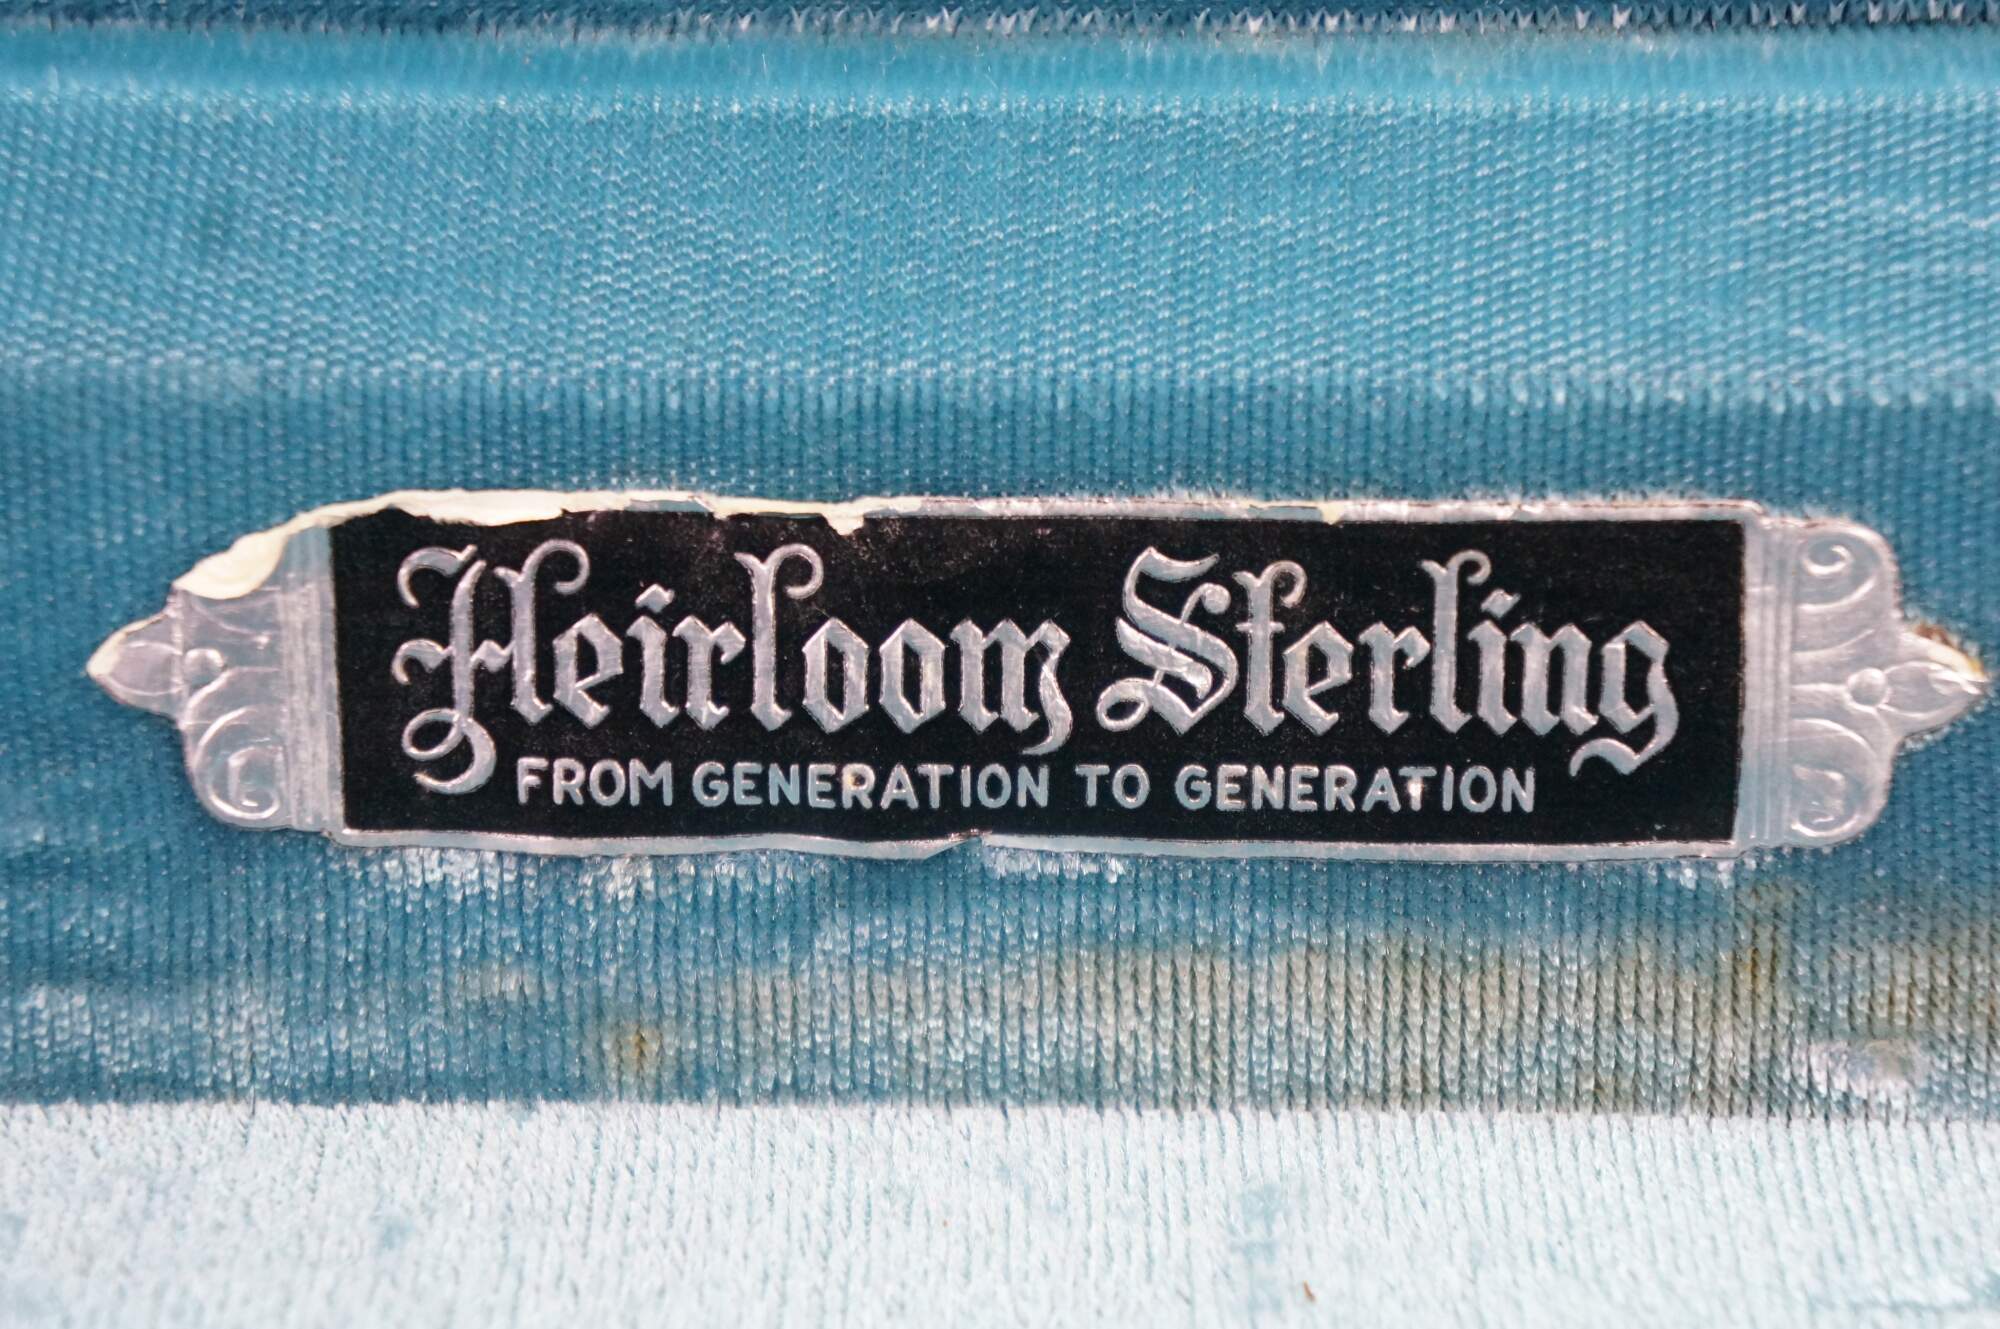 Heirloom Sterling
FROM GENERATION TO GENERATION